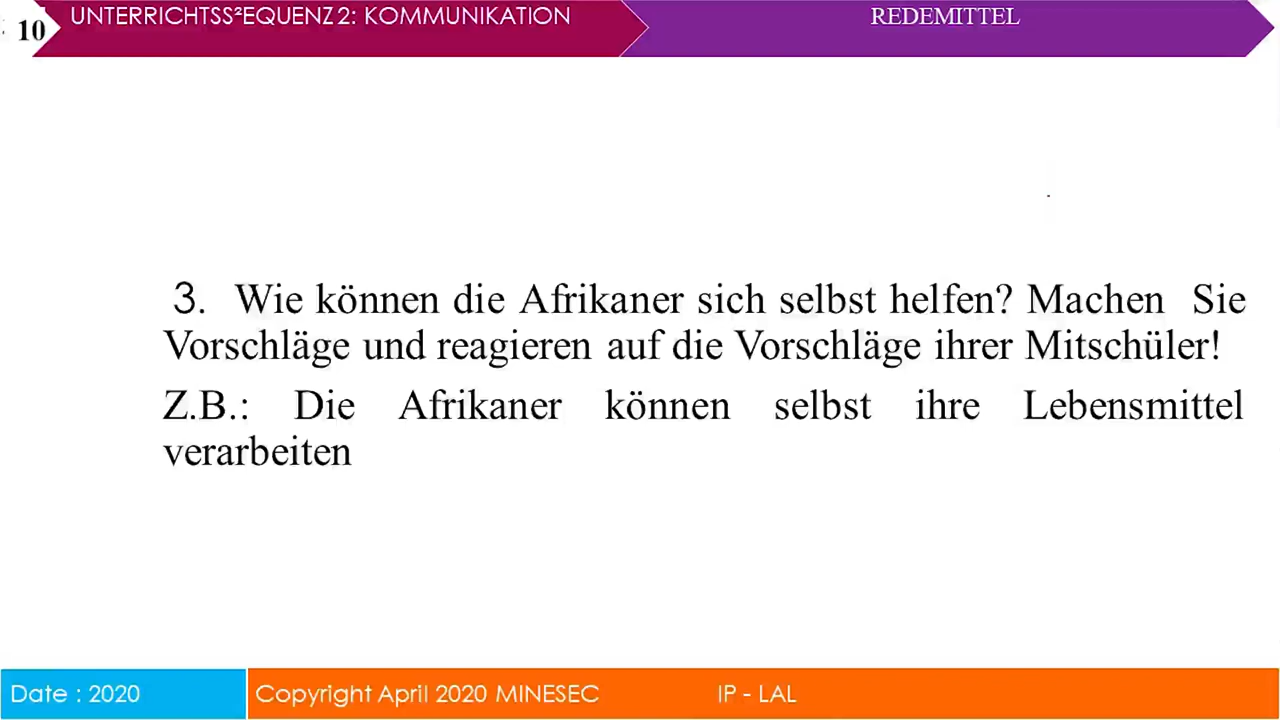 10
UNTERRICHTSS²EQUENZ 2: KOMMUNIKATION
REDEMITTEL
3. Wie können die Afrikaner sich selbst helfen? Machen Sie
Vorschläge und reagieren auf die Vorschläge ihrer Mitschüler!
Z.B.: Die Afrikaner können selbst ihre Lebensmittel
verarbeiten
Date : 2020
Copyright April 2020 MINESEC
IP - LAL